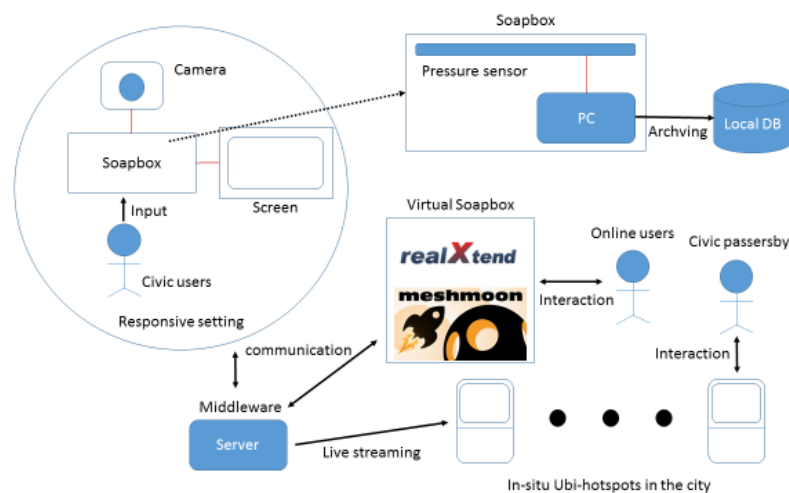 Soapbox
Camera
Pressure sensor
PC
Archving
Local DB
Soapbox
Screen
Input
Civic users
Responsive setting
Virtual Soapbox
realXtend
meshmoon
Online users
Civic passersby
Interaction
Interaction
communication
Middleware
Server
Live streaming
In-situ Ubi-hotspots in the city